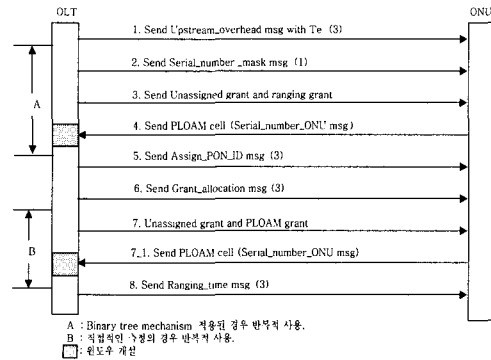 OLT
ONU
1. Send Upstream_overhead msg with Te (3)
2. Send Serial_number _mask msg (1)
3. Send Unassigned grant and ranging grant
A
4. Send PLOAM cell (Serial_number_ONU msg)
5. Send Assign_PON_ID msg (3)
6. Send Grant_allocation msg (3)
7. Unassigned grant and PLOAM grant
B
7_1. Send PLOAM cell (Serial_number_ONU msg)
8. Send Ranging_time msg (3)
A : Binary tree mechanism 적용된 경우 반복적 사용.
B : 직접적인 측정의 경우 반복적 사용.
: 윈도우 개설